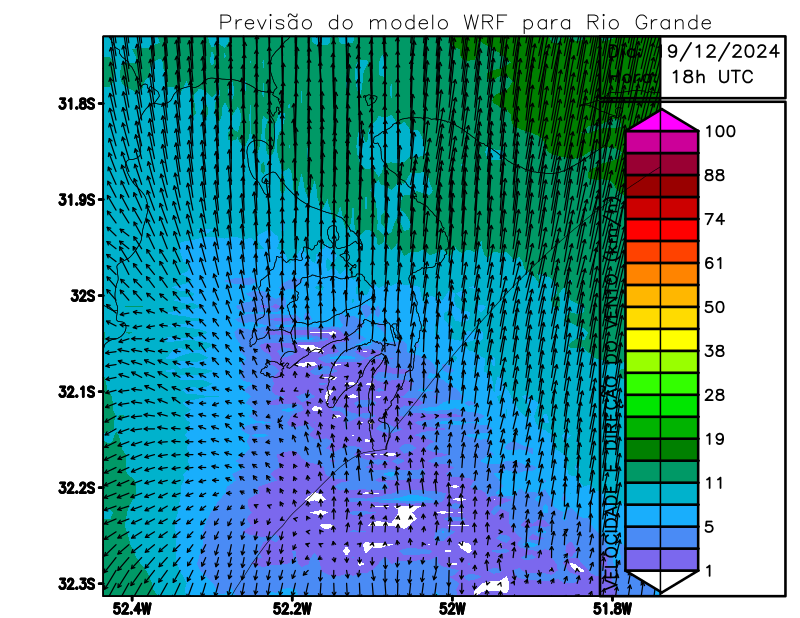 Previsão do modelo WRF para Rio Grande
Dia: 9/12/2024
Hora: 18h UTC
VELOCIDADE E DIREÇÃO DO VENTO (km/h)
100
88
74
61
50
38
28
19
11
5
1
31.8S
31.9S
32S
32.1S
32.2S
32.3S
52.4W
52.2W
52W
51.8W